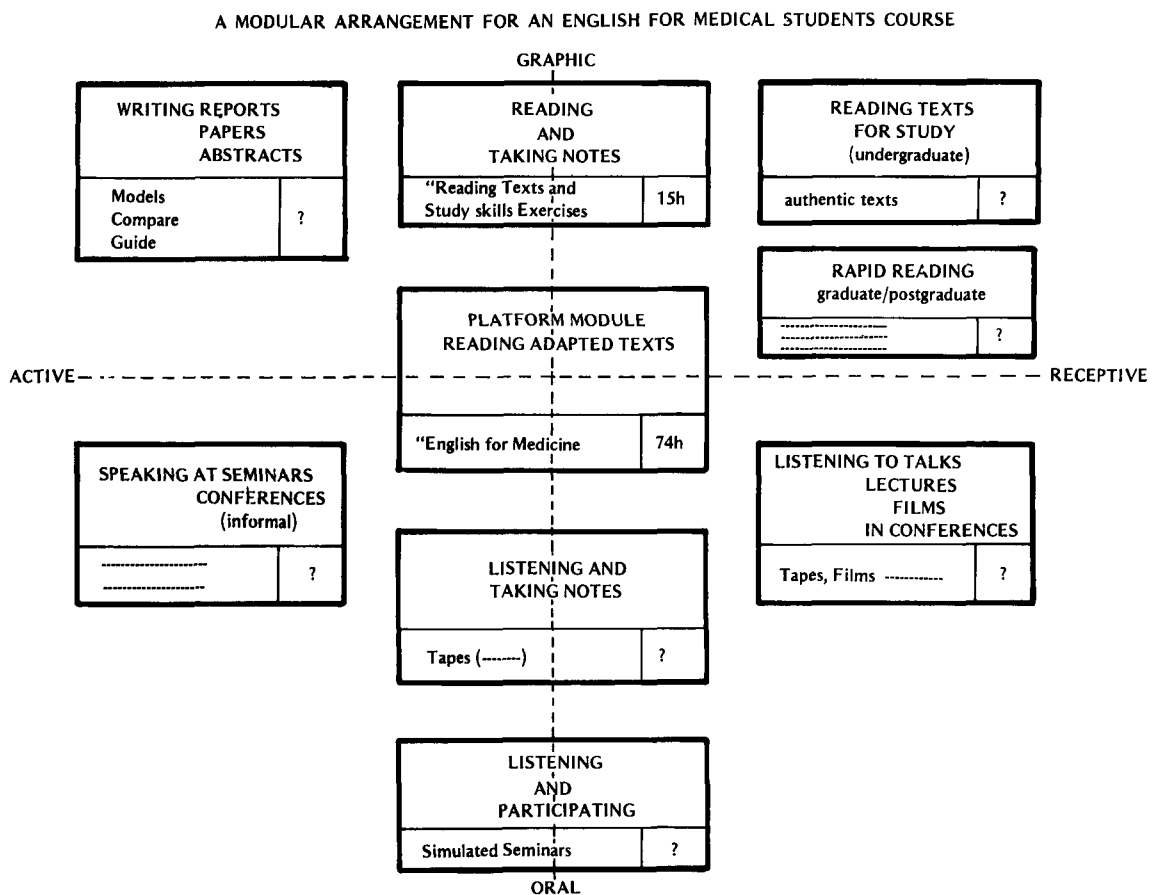 A MODULAR ARRANGEMENT FOR AN ENGLISH FOR MEDICAL STUDENTS COURSE
GRAPHIC
WRITING REPORTS
PAPERS
ABSTRACTS
Models
Compare
Guide
?
READING
AND
TAKING NOTES
"Reading Texts and
Study skills Exercises
15h
READING TEXTS
FOR STUDY
(undergraduate)
authentic texts
?
RAPID READING
graduate/postgraduate
?
PLATFORM MODULE
READING ADAPTED TEXTS
"English for Medicine
74h
ACTIVE
RECEPTIVE
SPEAKING AT SEMINARS
CONFERENCES
(informal)
?
LISTENING TO TALKS
LECTURES
FILMS
IN CONFERENCES
Tapes, Films ------------
?
LISTENING AND
TAKING NOTES
Tapes (--------)
?
LISTENING
AND
PARTICIPATING
Simulated Seminars
?
ORAL